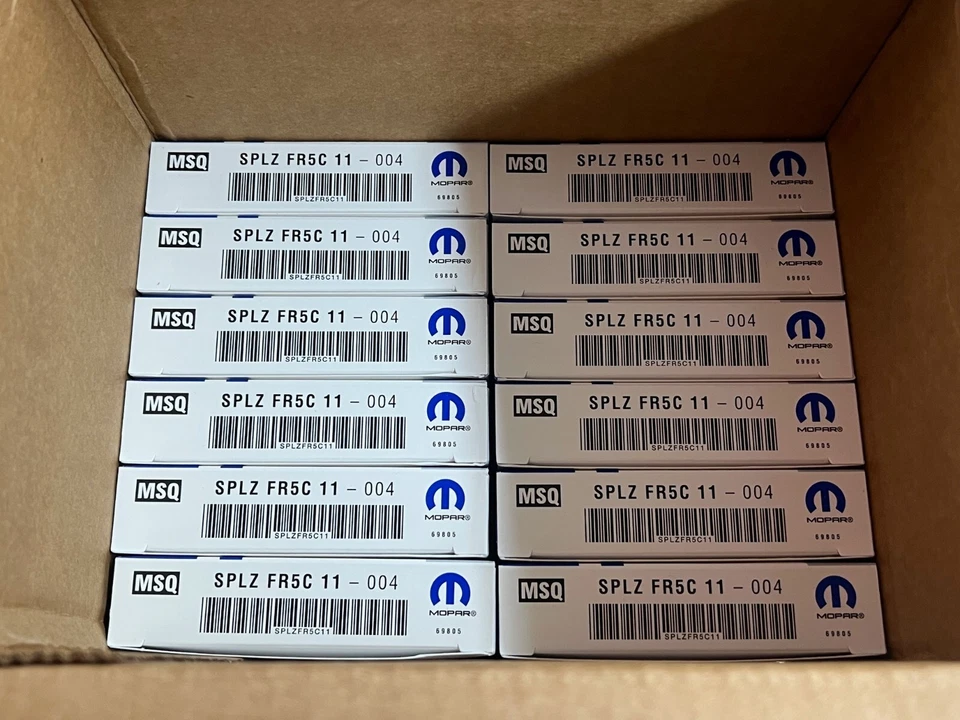 MSQ SPLZ FR5C 11 – 004
SPLZFR5C11
MOPAR®
69805
MSQ SPLZ FR5C 11 – 004
SPLZFR5C11
MOPAR®
69805
MSQ SPLZ FR5C 11 – 004
SPLZFR5C11
MOPAR®
69805
MSQ SPLZ FR5C 11 – 004
SPLZFR5C11
MOPAR®
69805
MSQ SPLZ FR5C 11 – 004
SPLZFR5C11
MOPAR®
69805
MSQ SPLZ FR5C 11 – 004
SPLZFR5C11
MOPAR®
69805
MSQ SPLZ FR5C 11 – 004
SPLZFR5C11
MOPAR®
69805
MSQ SPLZ FR5C 11 – 004
SPLZFR5C11
MOPAR®
69805
MSQ SPLZ FR5C 11 – 004
SPLZFR5C11
MOPAR®
69805
MSQ SPLZ FR5C 11 – 004
SPLZFR5C11
MOPAR®
69805
MSQ SPLZ FR5C 11 – 004
SPLZFR5C11
MOPAR®
69805
MSQ SPLZ FR5C 11 – 004
SPLZFR5C11
MOPAR®
69805